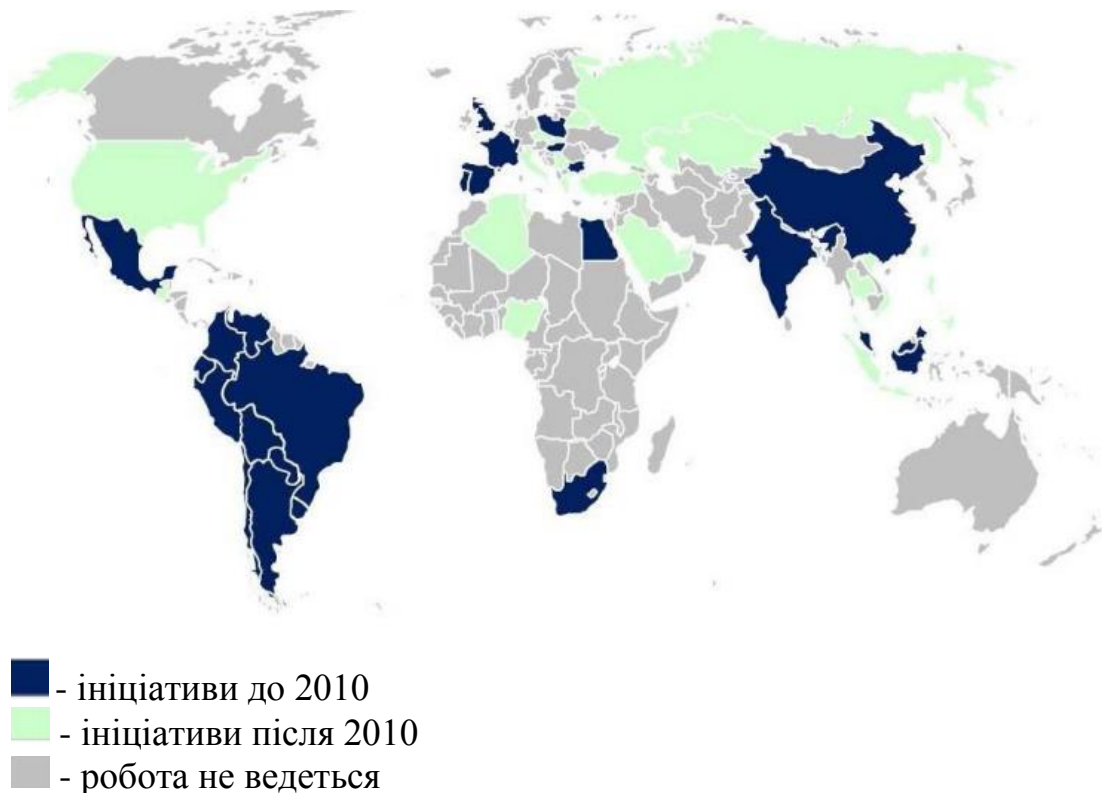 - ініціативи до 2010
- ініціативи після 2010
- робота не ведеться